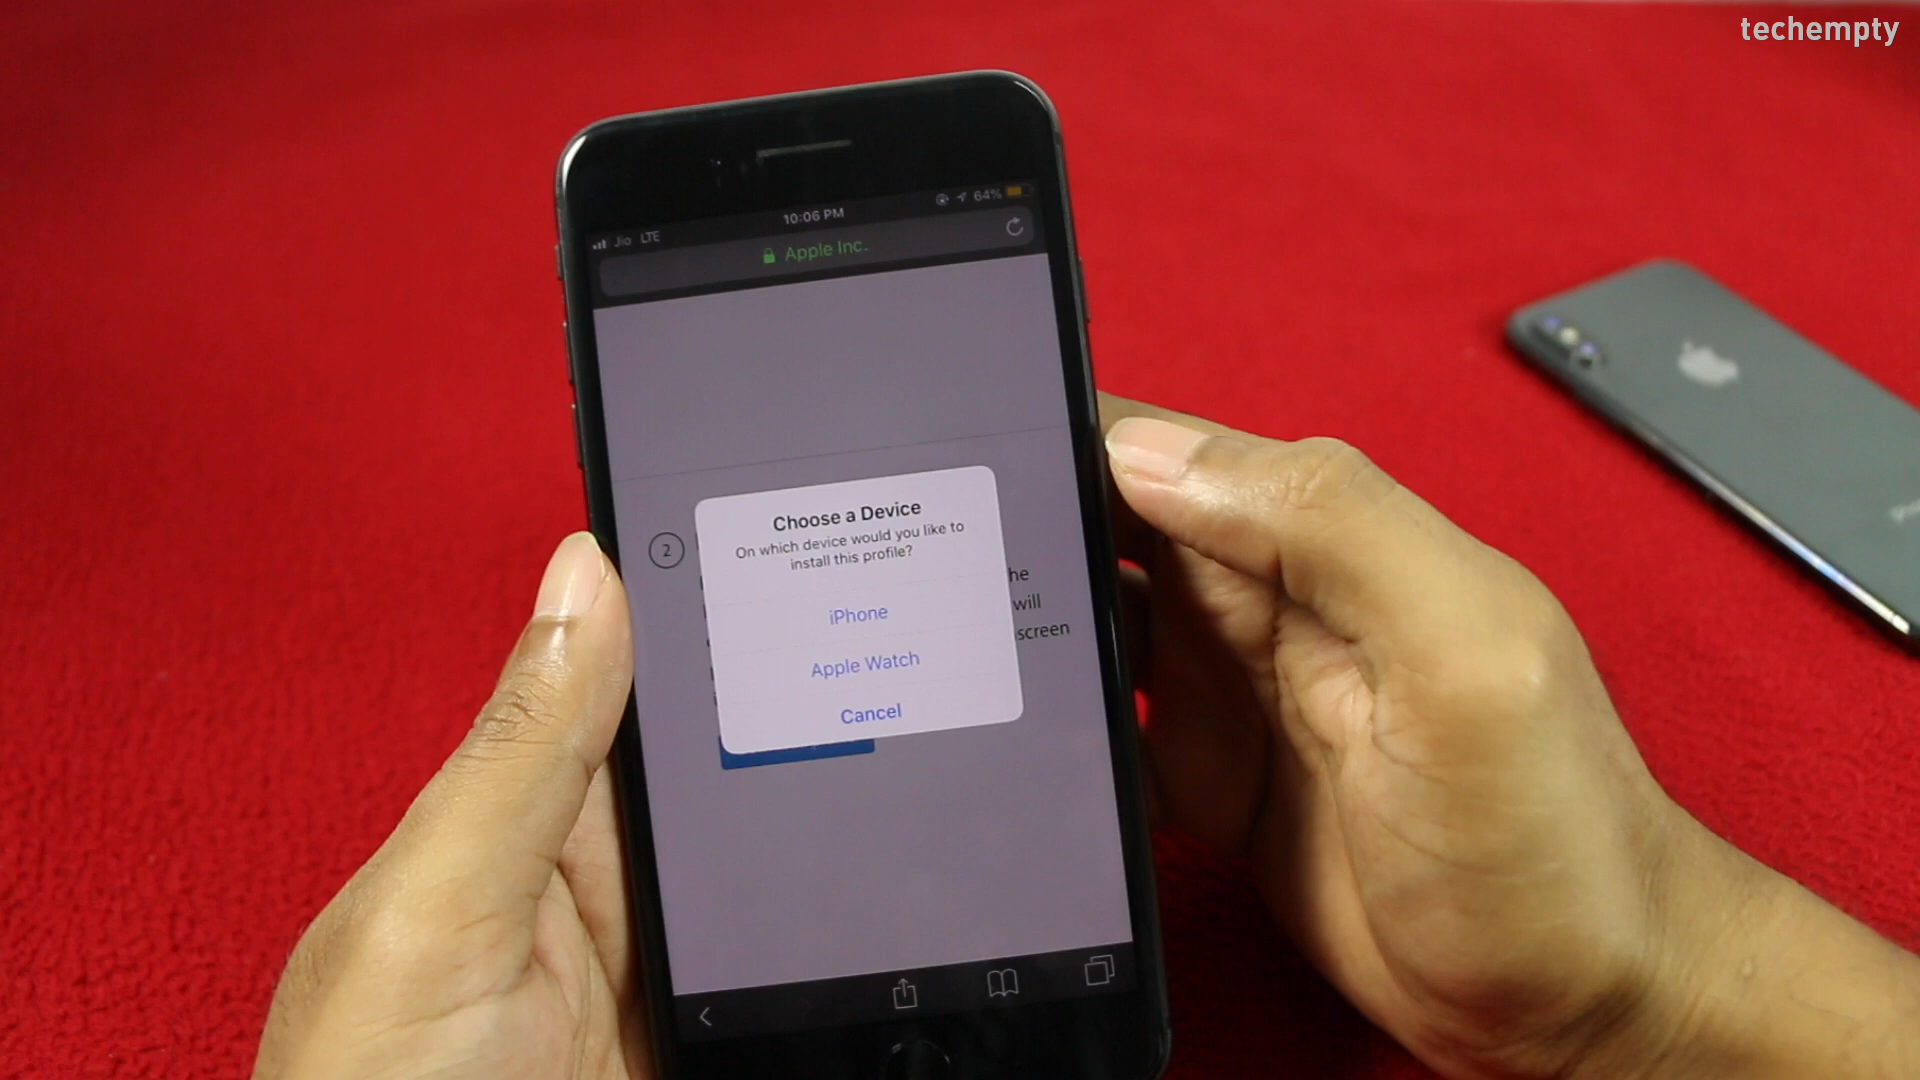 techempty
Jio LTE
10:06 PM
64%
Apple Inc.
2
Choose a Device
On which device would you like to
install this profile?
he
will
screen
iPhone
Apple Watch
Cancel